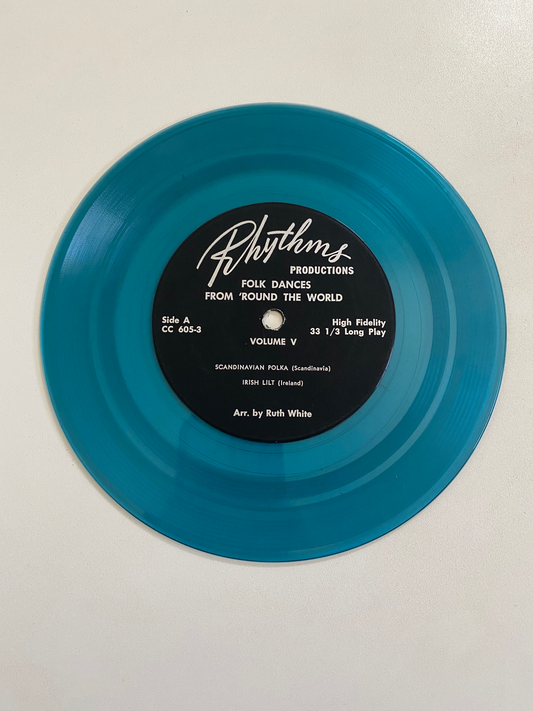 Rhythms
PRODUCTIONS
FOLK DANCES
FROM 'ROUND THE WORLD
Side A
CC 605-3
High Fidelity
33 1/3 Long Play
VOLUME V
SCANDINAVIAN POLKA (Scandinavia)
IRISH LILT (Ireland)
Arr. by Ruth White